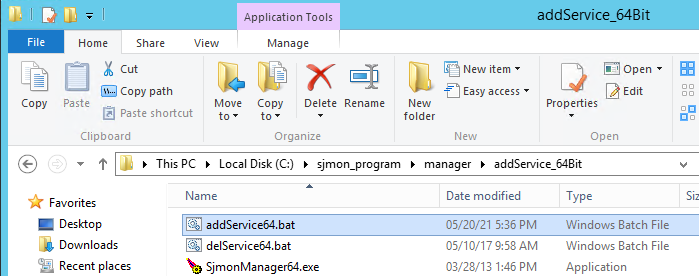 Application Tools
addService_64Bit
File
Home
Share
View
Manage
Copy
Paste
Cut
Copy path
Paste shortcut
Clipboard
Move to
Copy to
Delete
Rename
Organize
New folder
New item
Easy access
New
Properties
Open
Edit
Open
This PC
Local Disk (C:)
sjmon_program
manager
addService_64Bit
Favorites
Desktop
Downloads
Recent places
Name
Date modified
Type
addService64.bat
05/20/21 5:36 PM
Windows Batch File
delService64.bat
05/10/17 9:58 AM
Windows Batch File
SjmonManager64.exe
03/28/13 1:46 PM
Application